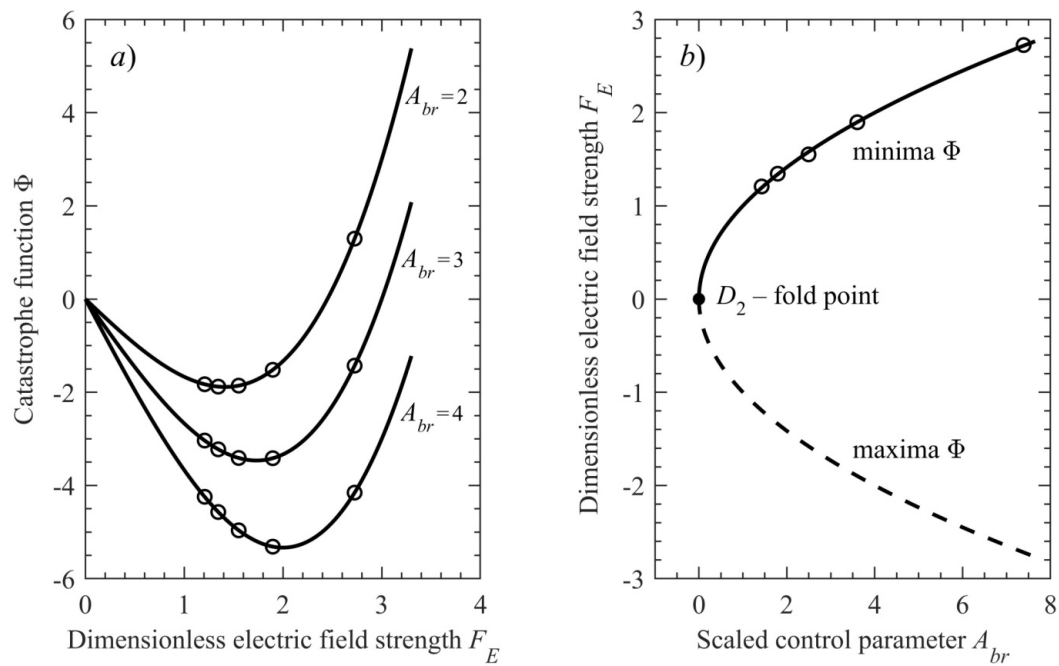 a)
A_br=2
A_br=3
A_br=4
6
4
2
0
-2
-4
-6
0
1
2
3
4
Catastrophe function Φ
Dimensionless electric field strength F_E
b)
minima Φ
D_2 – fold point
maxima Φ
3
2
1
0
-1
-2
-3
0
2
4
6
8
Dimensionless electric field strength F_E
Scaled control parameter A_br